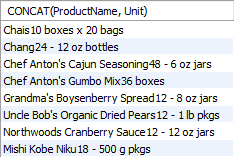 CONCAT(ProductName, Unit)
Chais10 boxes x 20 bags
Chang24 - 12 oz bottles
Chef Anton's Cajun Seasoning48 - 6 oz jars
Chef Anton's Gumbo Mix36 boxes
Grandma's Boysenberry Spread12 - 8 oz jars
Uncle Bob's Organic Dried Pears12 - 1 lb pkgs
Northwoods Cranberry Sauce12 - 12 oz jars
Mishi Kobe Niku18 - 500 g pkgs